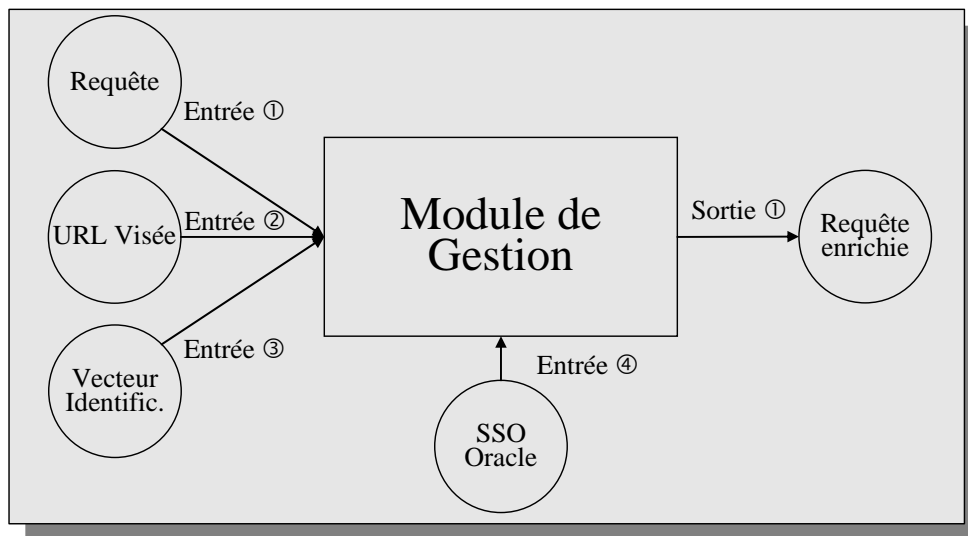 Requête
Entrée ①
URL Visée
Entrée ②
Entrée ③
Vecteur
Identific.
Module de
Gestion
Entrée ④
SSO
Oracle
Sortie ①
Requête
enrichie